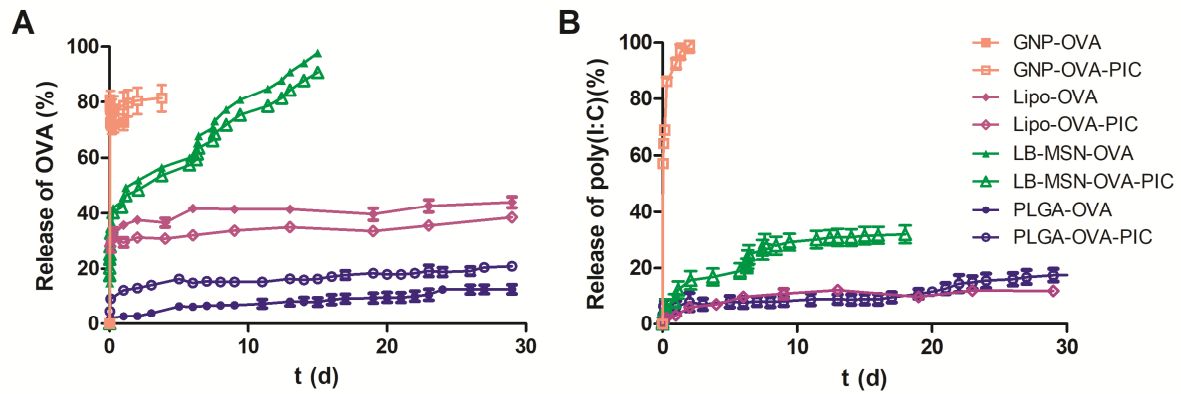 A
Release of OVA (%)
100
80
60
40
20
0
0 10 20 30
t (d)
B
Release of poly(I:C)(%)
100
80
60
40
20
0
0 10 20 30
t (d)
GNP-OVA
GNP-OVA-PIC
Lipo-OVA
Lipo-OVA-PIC
LB-MSN-OVA
LB-MSN-OVA-PIC
PLGA-OVA
PLGA-OVA-PIC